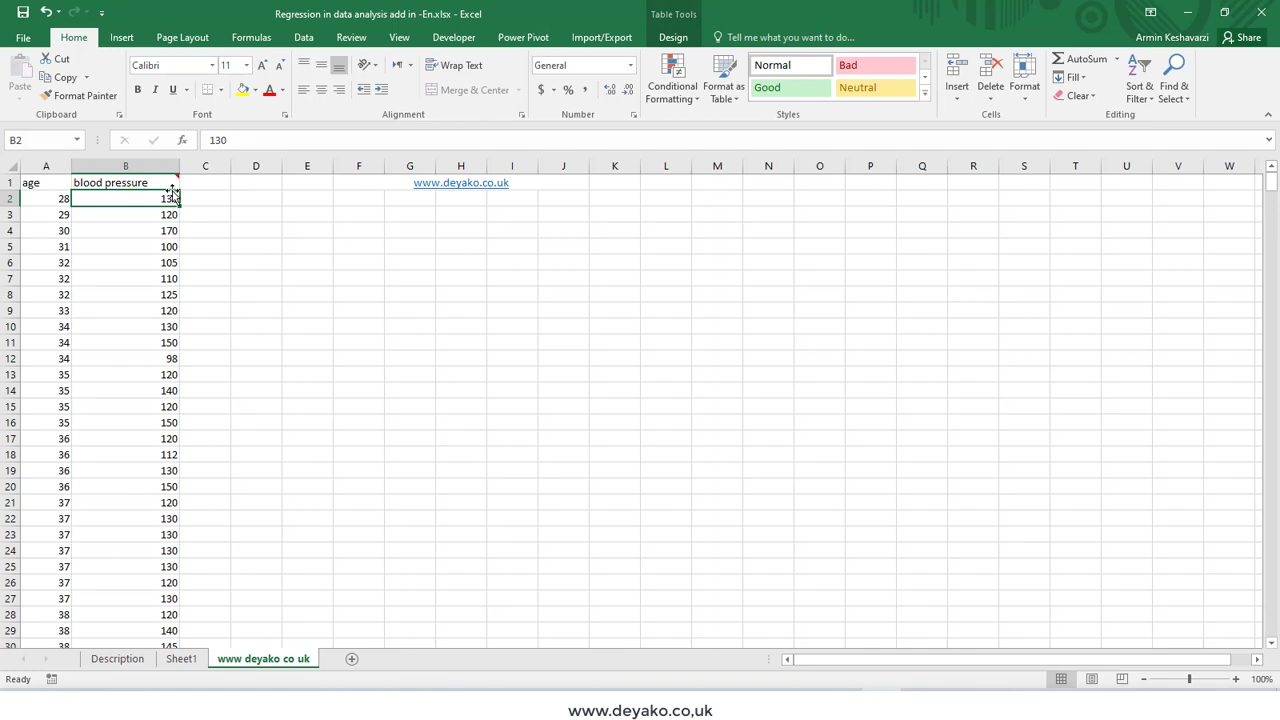 Regression in data analysis add in -En.xlsx - Excel
Table Tools
File Home Insert Page Layout Formulas Data Review View Developer Power Pivot Import/Export Design Tell me what you want to do... Armin Keshavarzi Share
Paste
Cut
Copy
Format Painter
Clipboard
Calibri 11
B I U A
Font
Wrap Text
Merge & Center
Alignment
General
$ % ,
Number
Conditional Formatting
Format as Table
Normal Bad
Good Neutral
Styles
Insert Delete Format
Cells
AutoSum
Fill
Clear
Sort & Filter
Find & Select
Editing
B2 fx 130
A B C D E F G H I J K L M N O P Q R S T U V W
1 age blood pressure www.deyako.co.uk
2 28
3 29 120
4 30 170
5 31 100
6 32 105
7 32 110
8 32 125
9 33 120
10 34 130
11 34 150
12 34 98
13 35 120
14 35 140
15 35 120
16 35 150
17 36 120
18 36 112
19 36 130
20 36 150
21 37 120
22 37 130
23 37 130
24 37 130
25 37 130
26 37 120
27 37 130
28 38 120
29 38 140
30 38 145
Description Sheet1 www deyako co uk
Ready 100%
www.deyako.co,uk